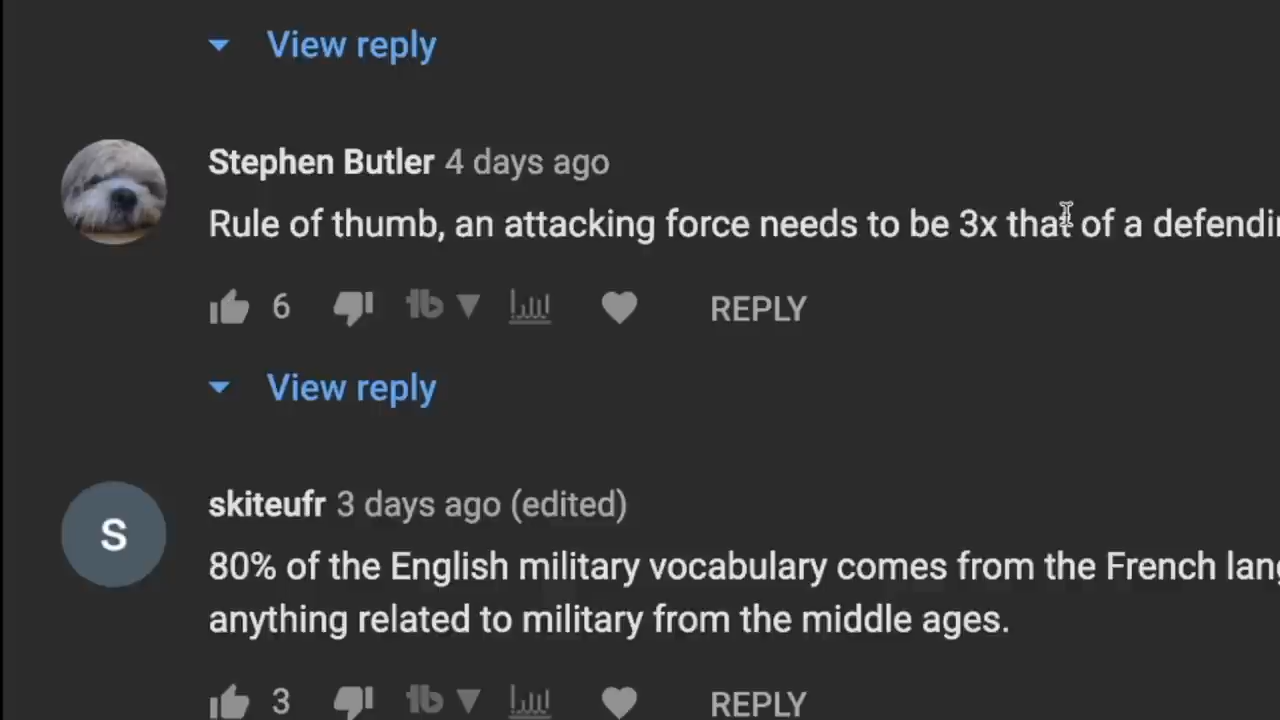 View reply
Stephen Butler 4 days ago
Rule of thumb, an attacking force needs to be 3x that of a
6 tb REPLY
View reply
S
skiteufr 3 days ago (edited)
80% of the English military vocabulary comes from the French
anything related to military from the middle ages.
3 tb REPLY